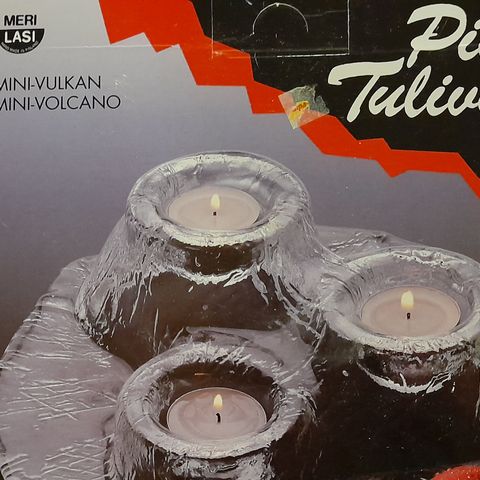 MERI
LASI
MINI-VULKAN
MINI-VOLCANO
Pi
Tuliv